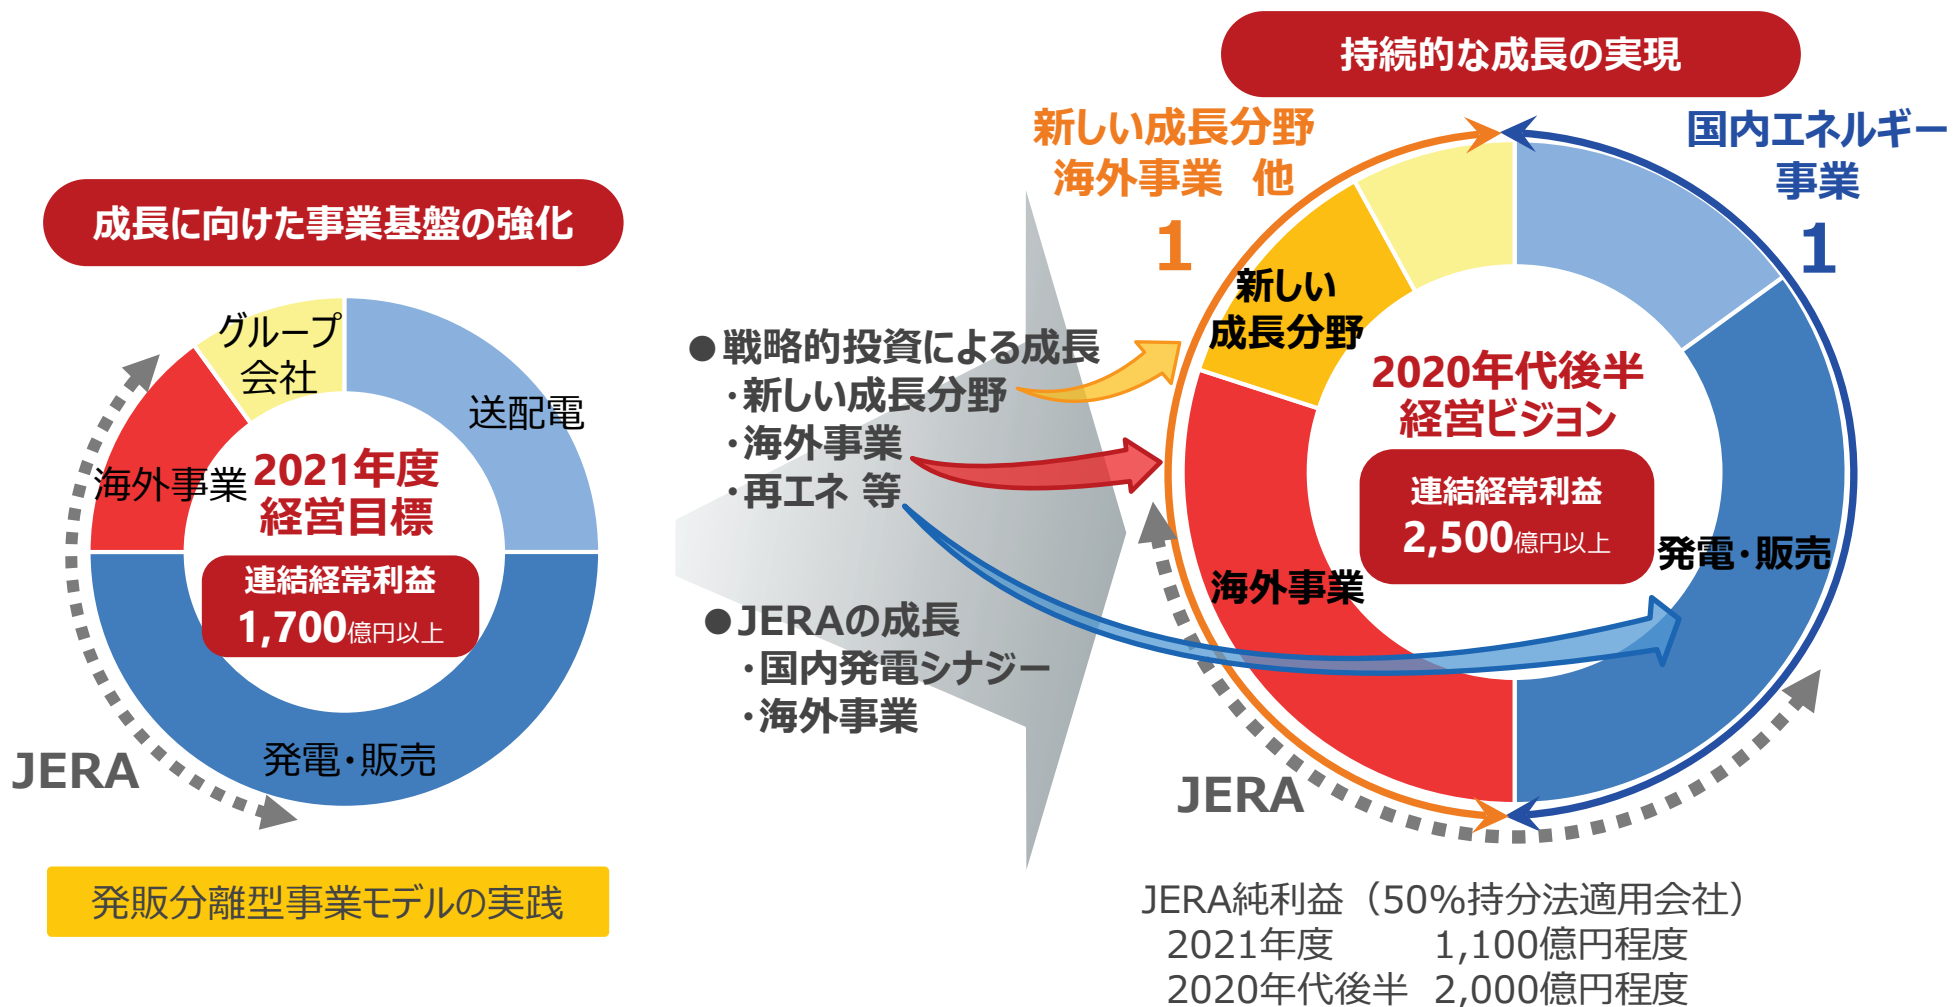 成長に向けた事業基盤の強化
グループ
会社
送配電
海外事業
2021年度
経営目標
連結経常利益
1,700億円以上
発電・販売
JERA
発販分離型事業モデルの実践
●戦略的投資による成長
・新しい成長分野
・海外事業
・再エネ 等
●JERAの成長
・国内発電シナジー
・海外事業
持続的な成長の実現
新しい成長分野
海外事業 他
1
国内エネルギー
事業
1
新しい
成長分野
2020年代後半
経営ビジョン
連結経常利益
2,500億円以上
発電・販売
海外事業
JERA
JERA純利益（50%持分法適用会社）
2021年度 1,100億円程度
2020年代後半 2,000億円程度